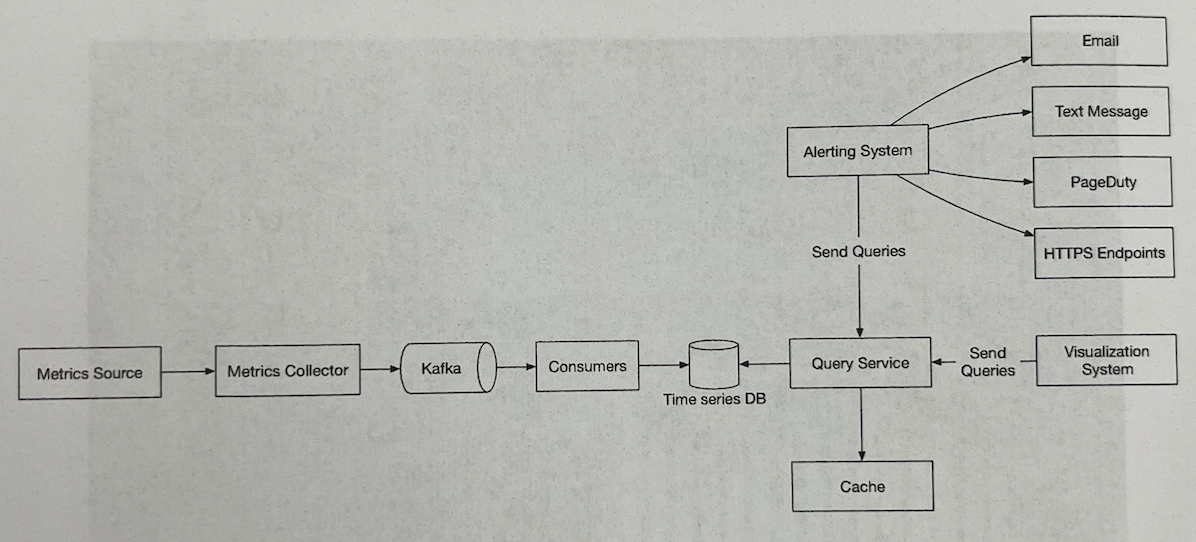 Email
Text Message
Alerting System
PageDuty
Send Queries
HTTPS Endpoints
Metrics Source
Metrics Collector
Kafka
Consumers
Time series DB
Query Service
Send
Queries
Visualization
System
Cache